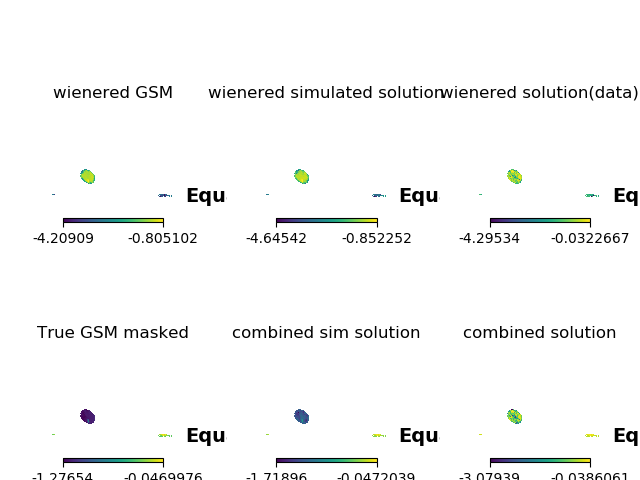 wienered GSM
wienered simulated solution
wienered solution(data)
Equ
Equ
Eq
-4.20909 -0.805102
-4.64542 -0.852252
-4.29534 -0.0322667
True GSM masked
combined sim solution
combined solution
Equ
Equ
Eq
-1.27654 -0.0469976
-1.71896 -0.0472039
-3.07939 -0.0386061